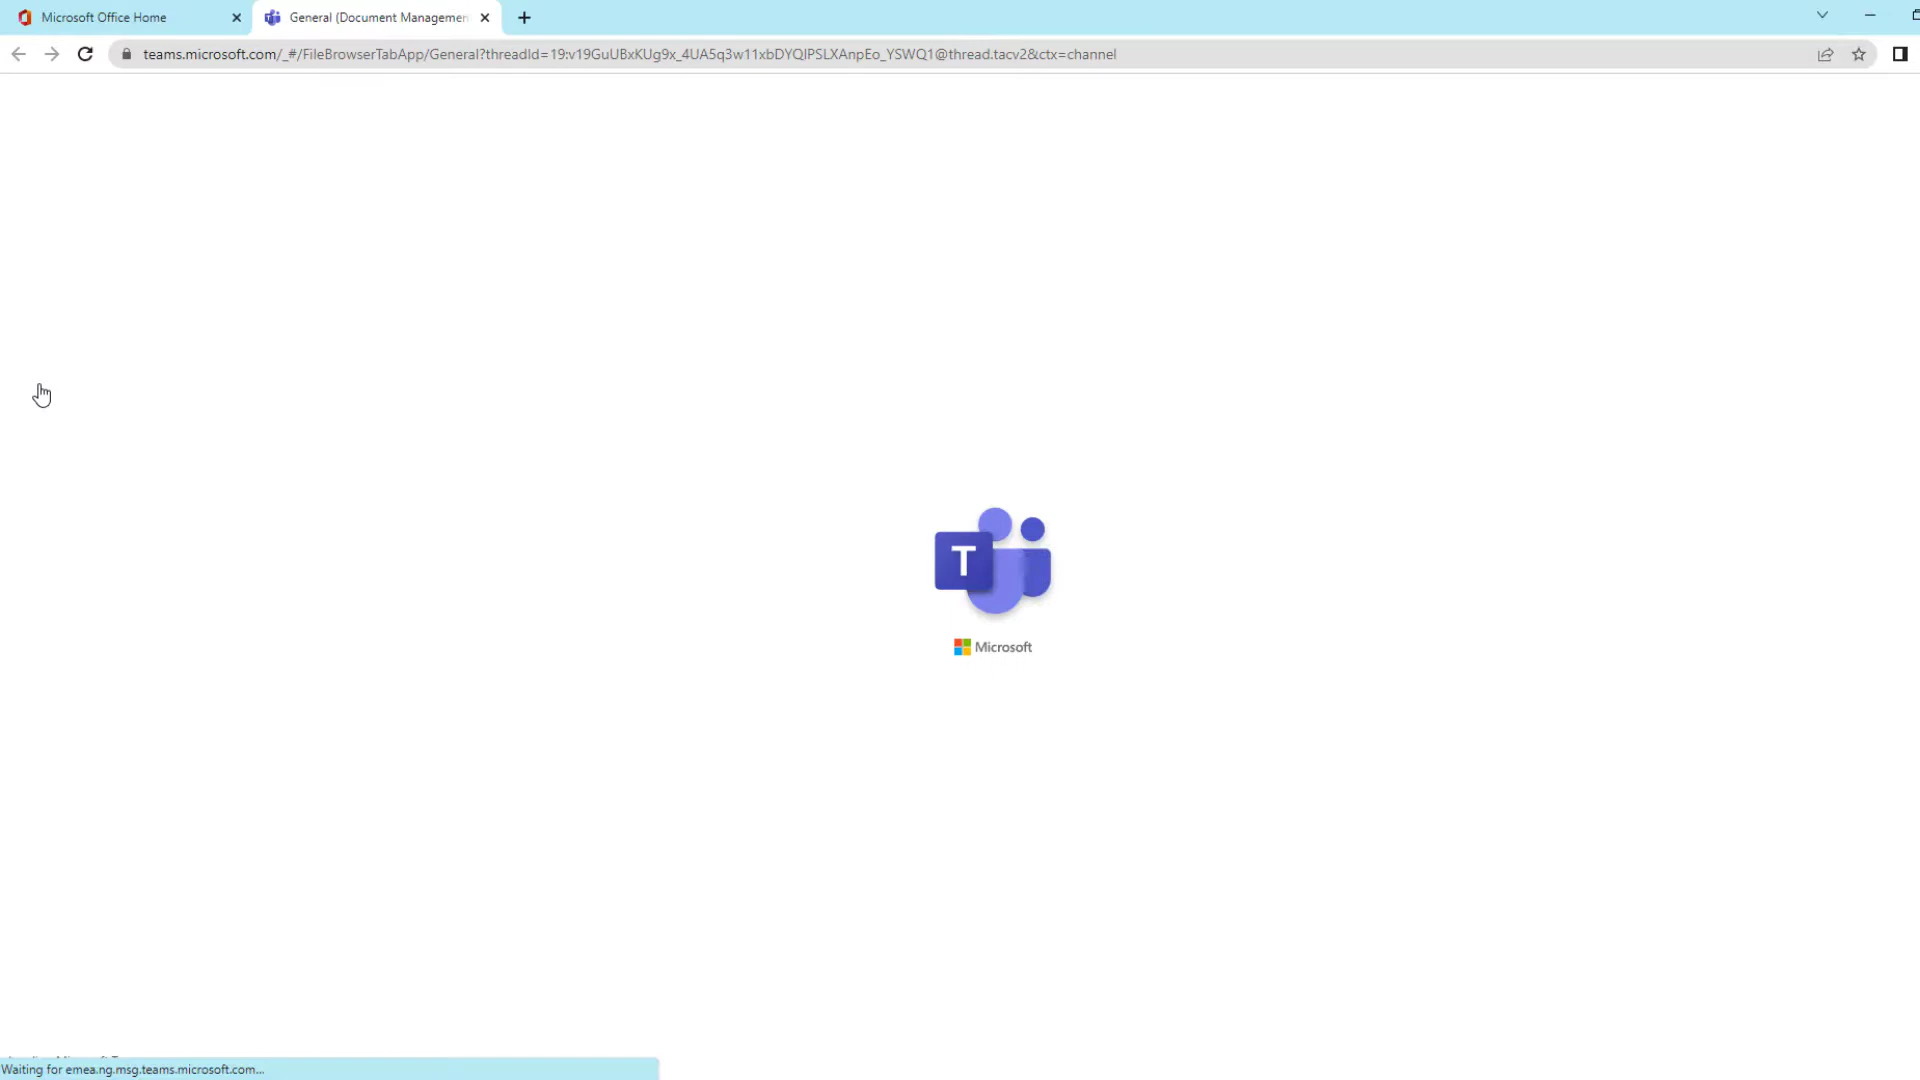 Microsoft Office Home
General (Document Managemen
teams.microsoft.com/_#/FileBrowserTabApp/General?threadId=19:v19GuUBxKUg9x_4UA5q3w11xbDYQIPSLXAnpEo_YSWQ1@thread.tacv2&ctx=channel
T
Microsoft
Waiting for emea.ng.msg.teams.microsoft.com...